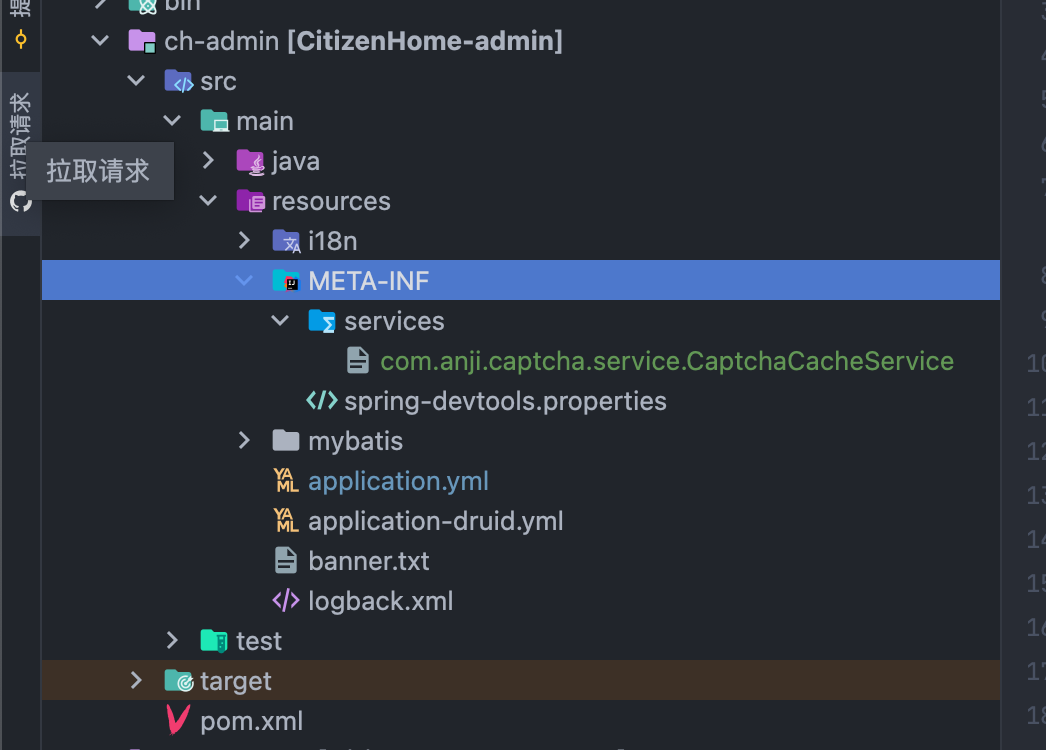 bin
ch-admin [CitizenHome-admin]
src
拉取请求
main
java
拉取请求
resources
i18n
META-INF
services
com.anji.captcha.service.CaptchaCacheService
spring-devtools.properties
mybatis
YAML application.yml
YAML application-druid.yml
banner.txt
logback.xml
test
target
pom.xml
10
11
12
13
14
15
16
17
18